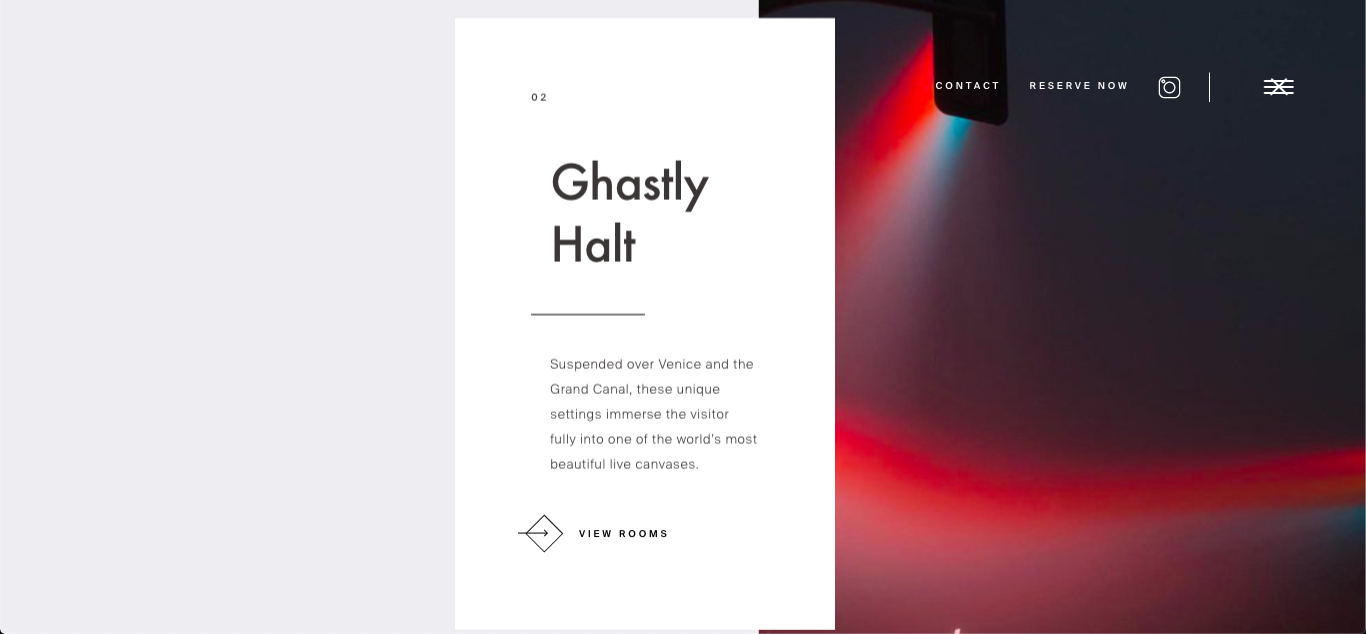 CONTACT
RESERVE NOW
02
Ghastly
Halt
Suspended over Venice and the
Grand Canal, these unique
settings immerse the visitor
fully into one of the world's most
beautiful live canvases.
VIEW ROOMS